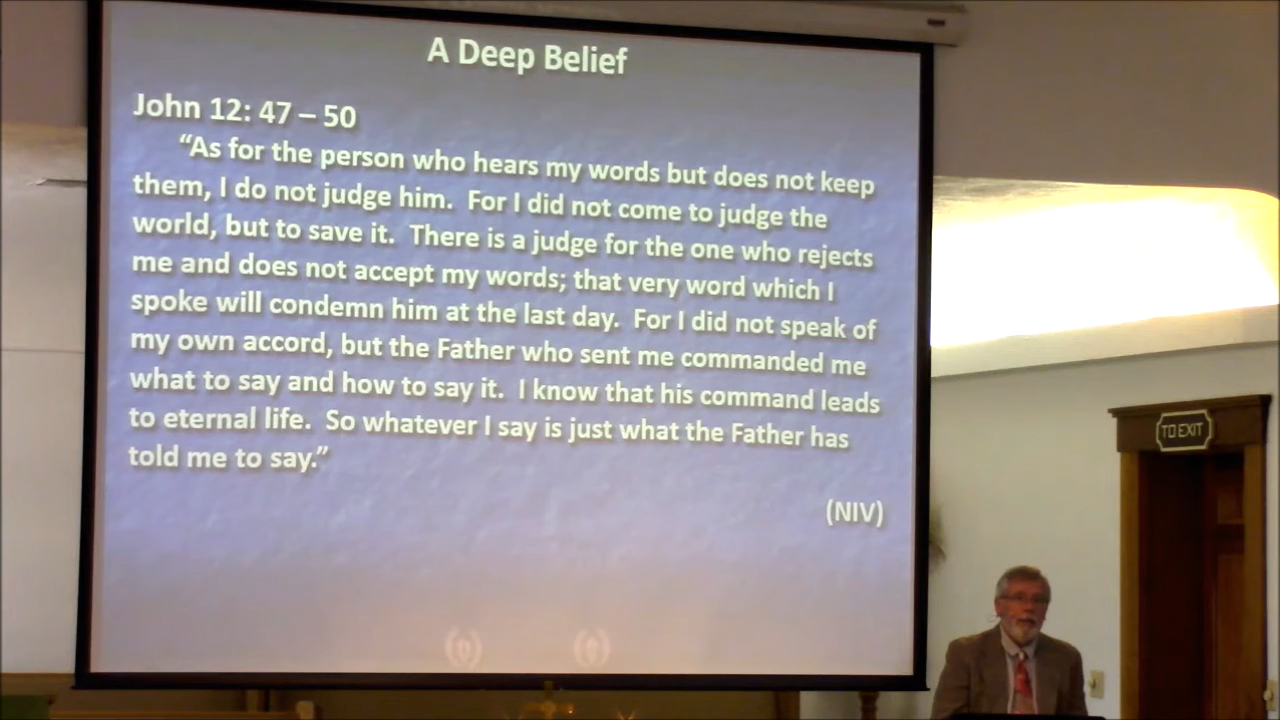 A Deep Belief
John 12: 47 – 50
“As for the person who hears my words but does not keep
them, I do not judge him.  For I did not come to judge the
world, but to save it.  There is a judge for the one who rejects
me and does not accept my words; that very word which I
spoke will condemn him at the last day.  For I did not speak of
my own accord, but the Father who sent me commanded me
what to say and how to say it.  I know that his command leads
to eternal life.  So whatever I say is just what the Father has
told me to say.”
(NIV)
TO EXIT